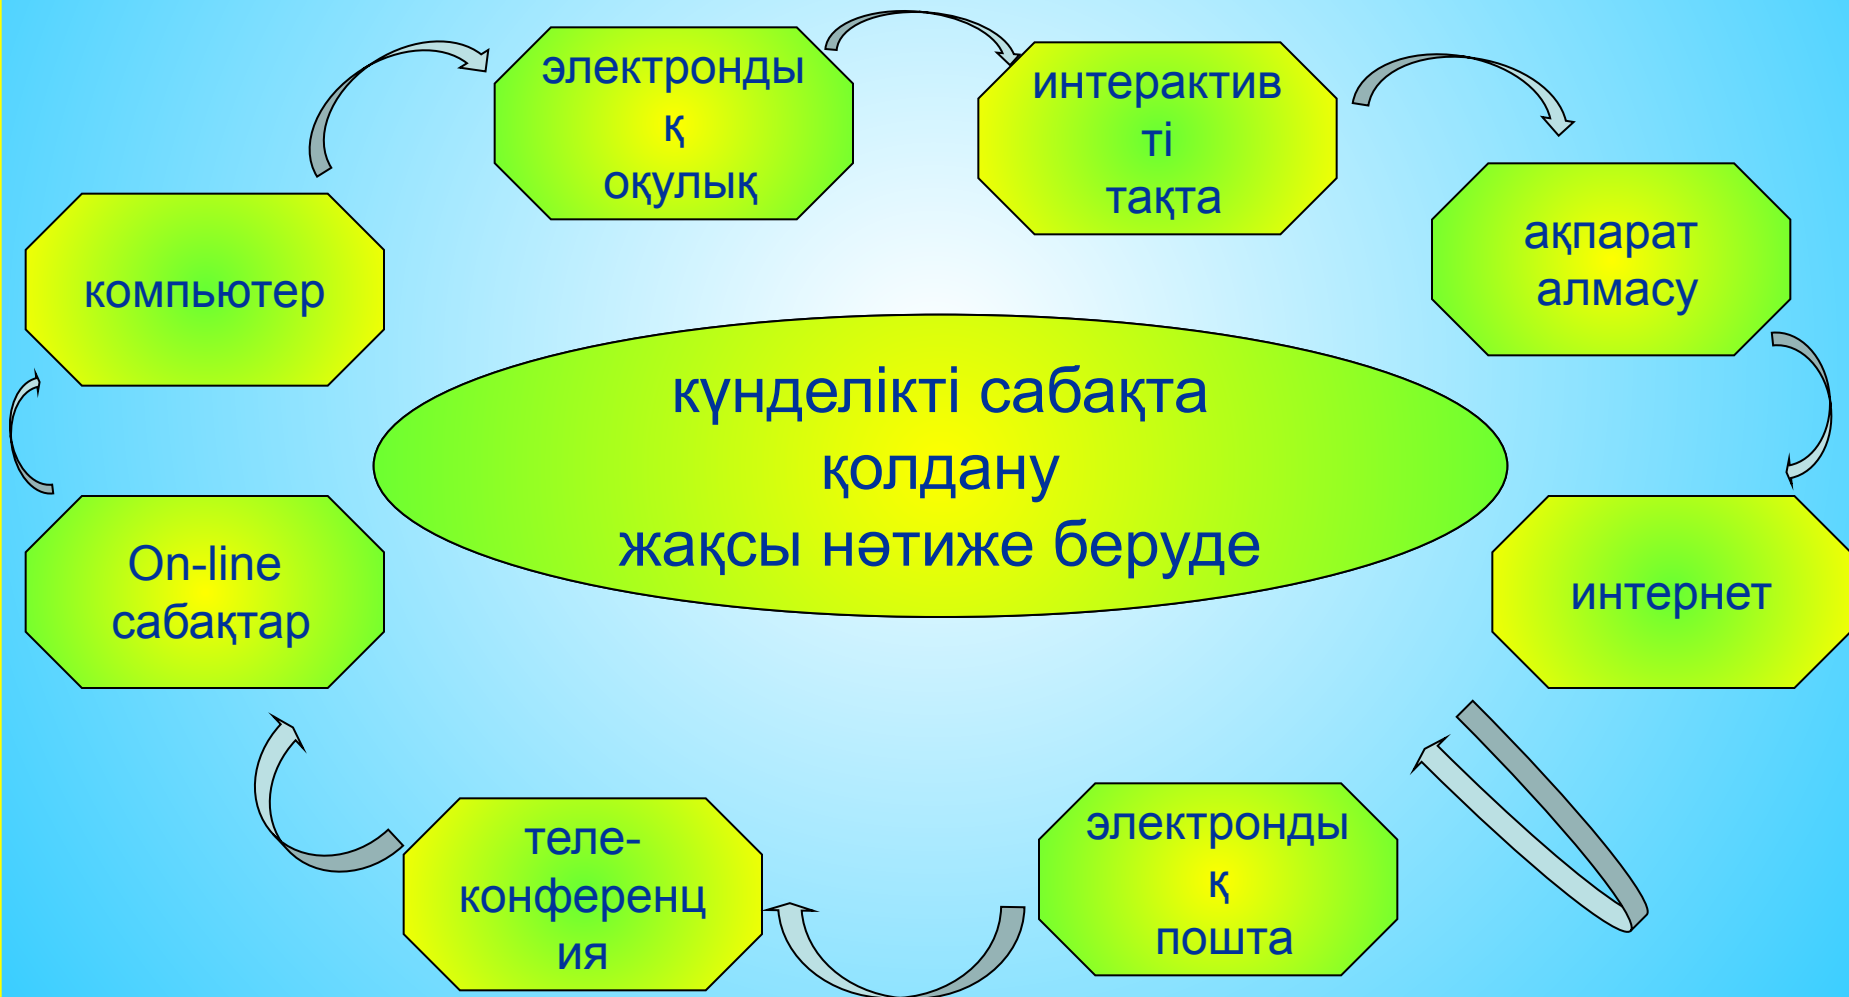 электронды
қ
оқулық
интерактив
ті
тақта
ақпарат
алмасу
компьютер
күнделікті сабақта
қолдану
жақсы нәтиже беруде
On-line
сабақтар
интернет
теле-
конференц
ия
электронды
қ
пошта